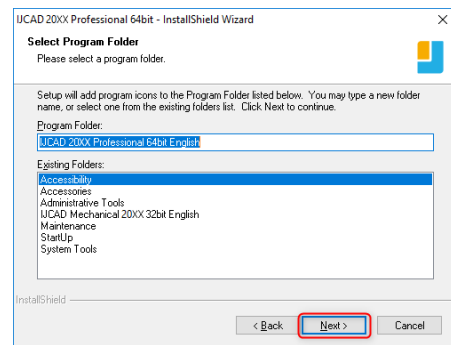 IJCAD 20XX Professional 64bit - InstallShield Wizard
Select Program Folder
Please select a program folder.
Setup will add program icons to the Program Folder listed below. You may type a new folder
name, or select one from the existing folders list. Click Next to continue.
Program Folder:
IJCAD 20XX Professional 64bit English
Existing Folders:
Accessibility
Accessories
Administrative Tools
IJCAD Mechanical 20XX 32bit English
Maintenance
StartUp
System Tools
InstallShield
< Back
Next >
Cancel